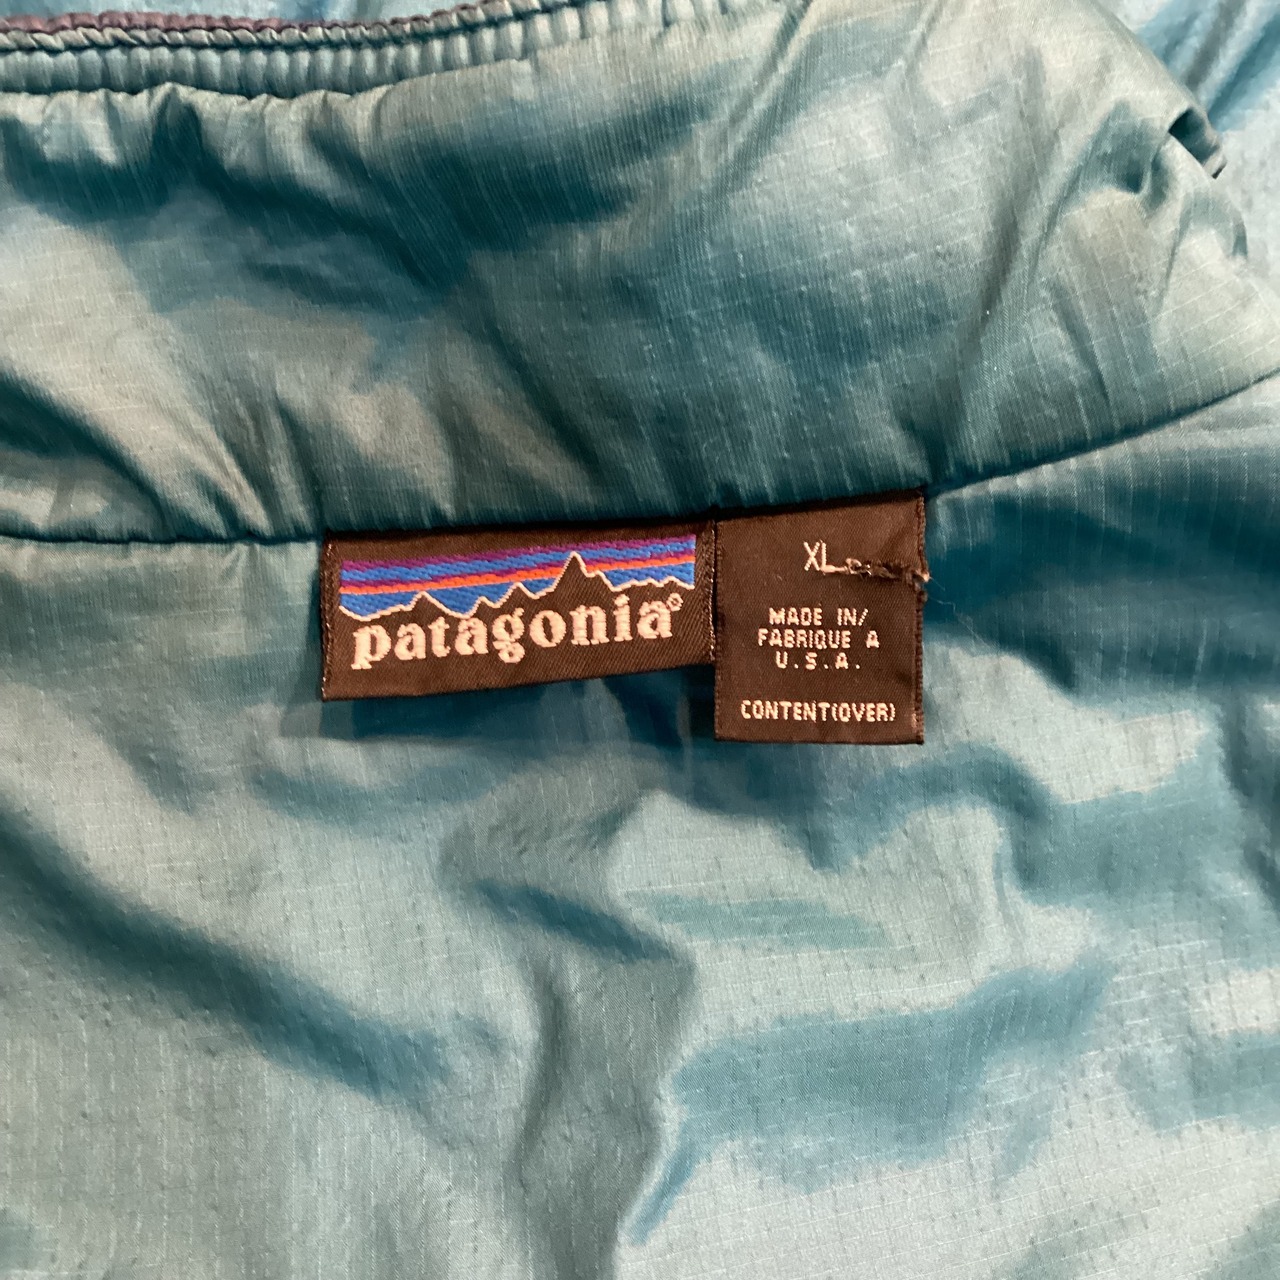 patagonia®
XL
MADE IN/
FABRIQUE A
U.S.A.
CONTENT(OVER)